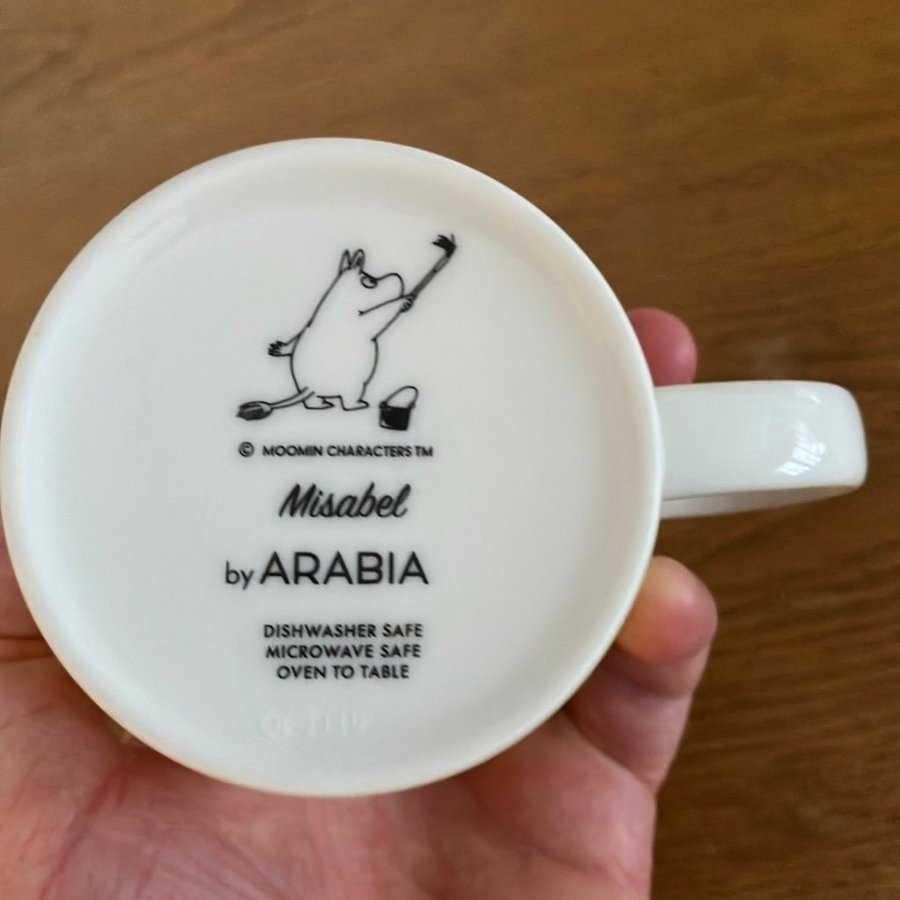 © MOOMIN CHARACTERS TM
Misabel
by ARABIA
DISHWASHER SAFE
MICROWAVE SAFE
OVEN TO TABLE